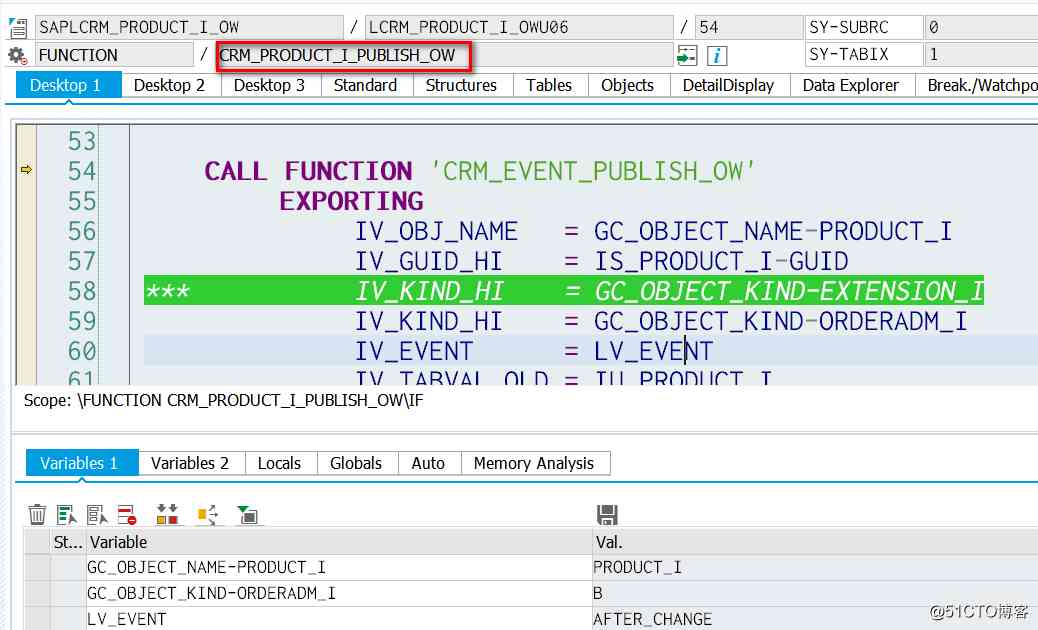 SAPLCRM_PRODUCT_I_OW / LCRM_PRODUCT_I_OWU06 / 54 SY-SUBRC 0
FUNCTION / CRM_PRODUCT_I_PUBLISH_OW SY-TABIX 1
Desktop 1 Desktop 2 Desktop 3 Standard Structures Tables Objects DetailDisplay Data Explorer Break./Watchpo
53
54 CALL FUNCTION 'CRM_EVENT_PUBLISH_OW'
55 EXPORTING
56 IV_OBJ_NAME = GC_OBJECT_NAME-PRODUCT_I
57 IV_GUID_HI = IS_PRODUCT_I-GUID
58 *** IV_KIND_HI = GC_OBJECT_KIND-EXTENSION_I
59 IV_KIND_HI = GC_OBJECT_KIND-ORDERADM_I
60 IV_EVENT = LV_EVENT
61 IV_TABVAL_OLD = IU_PRODUCT_I
Scope: \FUNCTION CRM_PRODUCT_I_PUBLISH_OW\IF
Variables 1 Variables 2 Locals Globals Auto Memory Analysis
St... Variable Val.
GC_OBJECT_NAME-PRODUCT_I PRODUCT_I
GC_OBJECT_KIND-ORDERADM_I B
LV_EVENT AFTER_CHANGE
@51CTO博客